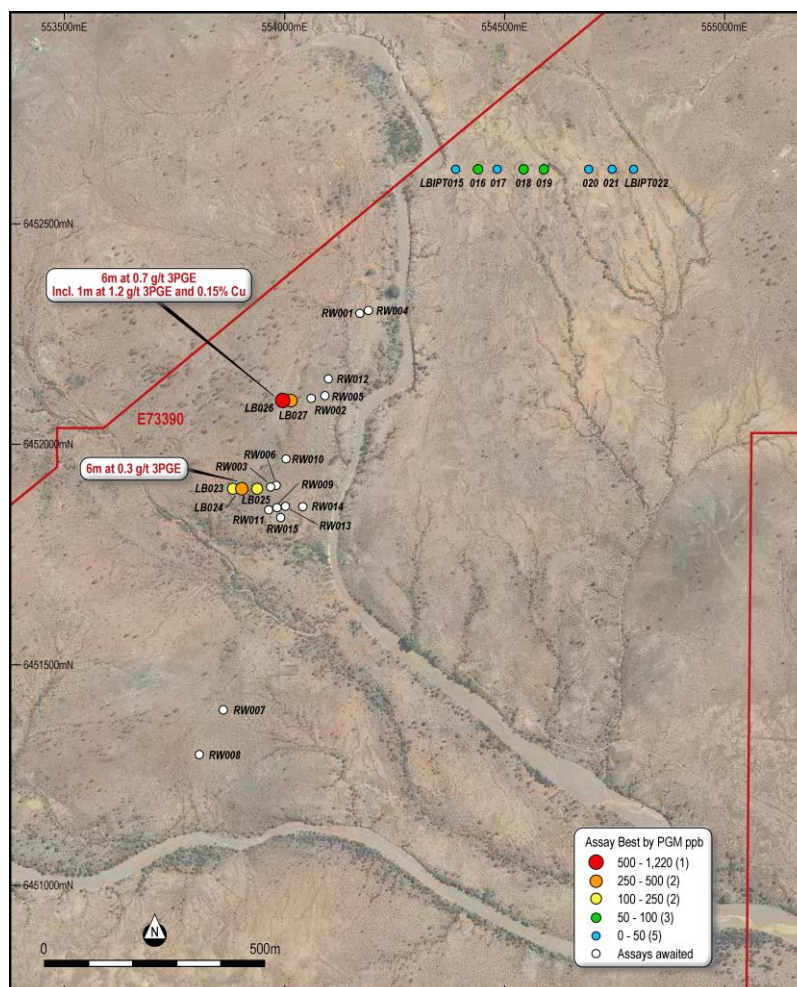 553500mE
554000mE
554500mE
555000mE
LBIPT015
016
017
018
019
020
021
LBIPT022
6452500mN
6m at 0.7 g/t 3PGE
Incl. 1m at 1.2 g/t 3PGE and 0.15% Cu
RW001
RW004
RW012
RW005
LB026
LB027
RW002
E73390
6452000mN
RW006
RW010
6m at 0.3 g/t 3PGE
RW003
RW009
LB023
LB025
LB024
RW014
RW011
RW013
RW015
6451500mN
RW007
RW008
Assay Best by PGM ppb
500 - 1,220 (1)
250 - 500 (2)
100 - 250 (2)
50 - 100 (3)
0 - 50 (5)
Assays awaited
6451000mN
N
0
500m